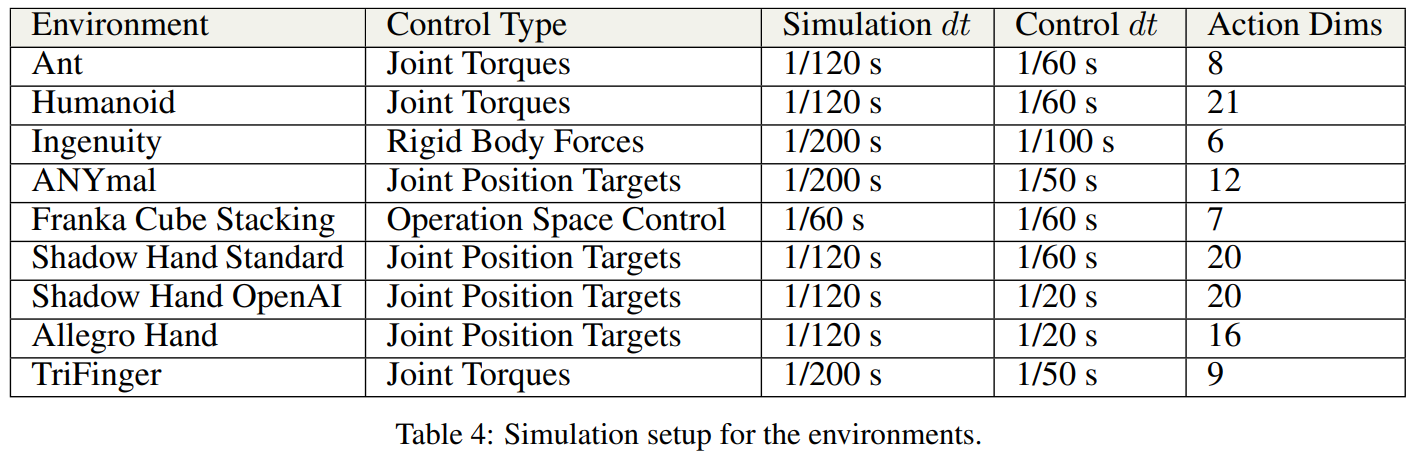 Environment Control Type Simulation dt Control dt Action Dims
Ant Joint Torques 1/120 s 1/60 s 8
Humanoid Joint Torques 1/120 s 1/60 s 21
Ingenuity Rigid Body Forces 1/200 s 1/100 s 6
ANYmal Joint Position Targets 1/200 s 1/50 s 12
Franka Cube Stacking Operation Space Control 1/60 s 1/60 s 7
Shadow Hand Standard Joint Position Targets 1/120 s 1/60 s 20
Shadow Hand OpenAI Joint Position Targets 1/120 s 1/20 s 20
Allegro Hand Joint Position Targets 1/120 s 1/20 s 16
TriFinger Joint Torques 1/200 s 1/50 s 9
Table 4: Simulation setup for the environments.